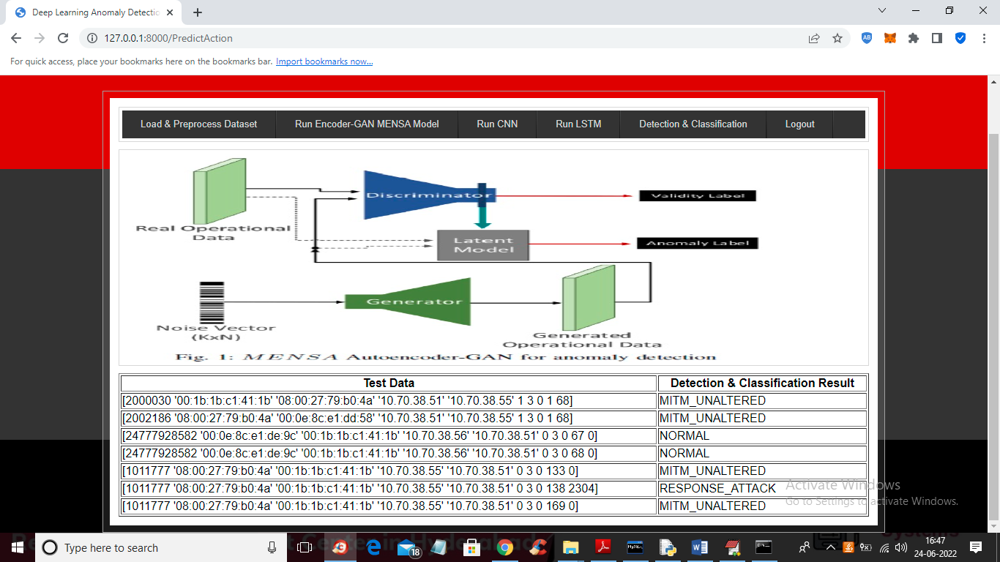 Deep Learning Anomaly Detectio
127.0.0.1:8000/PredictAction
AB
For quick access, place your bookmarks here on the bookmarks bar. Import bookmarks now...
Load & Preprocess Dataset Run Encoder-GAN MENSA Model Run CNN Run LSTM Detection & Classification Logout
Discriminator
Validity Label
Real Operational
Data
Latent
Model
Anomaly Label
Generator
Noise Vector
(KxN)
Generated
Operational Data
Fig. 1: MENSA Autoencoder-GAN for anomaly detection
Test Data Detection & Classification Result
[2000030 '00:1b:1b:c1:41:1b' '08:00:27:79:b0:4a' '10.70.38.51' '10.70.38.55' 1 3 0 1 68] MITM_UNALTERED
[2002186 '08:00:27:79:b0:4a' '00:0e:8c:e1:dd:58' '10.70.38.51' '10.70.38.55' 1 3 0 1 68] MITM_UNALTERED
[24777928582 '00:0e:8c:e1:de:9c' '00:1b:1b:c1:41:1b' '10.70.38.56' '10.70.38.51' 0 3 0 67 0] NORMAL
[24777928582 '00:0e:8c:e1:de:9c' '00:1b:1b:c1:41:1b' '10.70.38.56' '10.70.38.51' 0 3 0 68 0] NORMAL
[1011777 '08:00:27:79:b0:4a' '00:1b:1b:c1:41:1b' '10.70.38.55' '10.70.38.51' 0 3 0 133 0] MITM_UNALTERED
[1011777 '08:00:27:79:b0:4a' '00:1b:1b:c1:41:1b' '10.70.38.55' '10.70.38.51' 0 3 0 138 2304] RESPONSE_ATTACK
[1011777 '08:00:27:79:b0:4a' '00:1b:1b:c1:41:1b' '10.70.38.55' '10.70.38.51' 0 3 0 169 0] MITM_UNALTERED
Activate Windows
Go to Settings to activate Windows.
Systems
Type here to search
18
16:47
24-06-2022